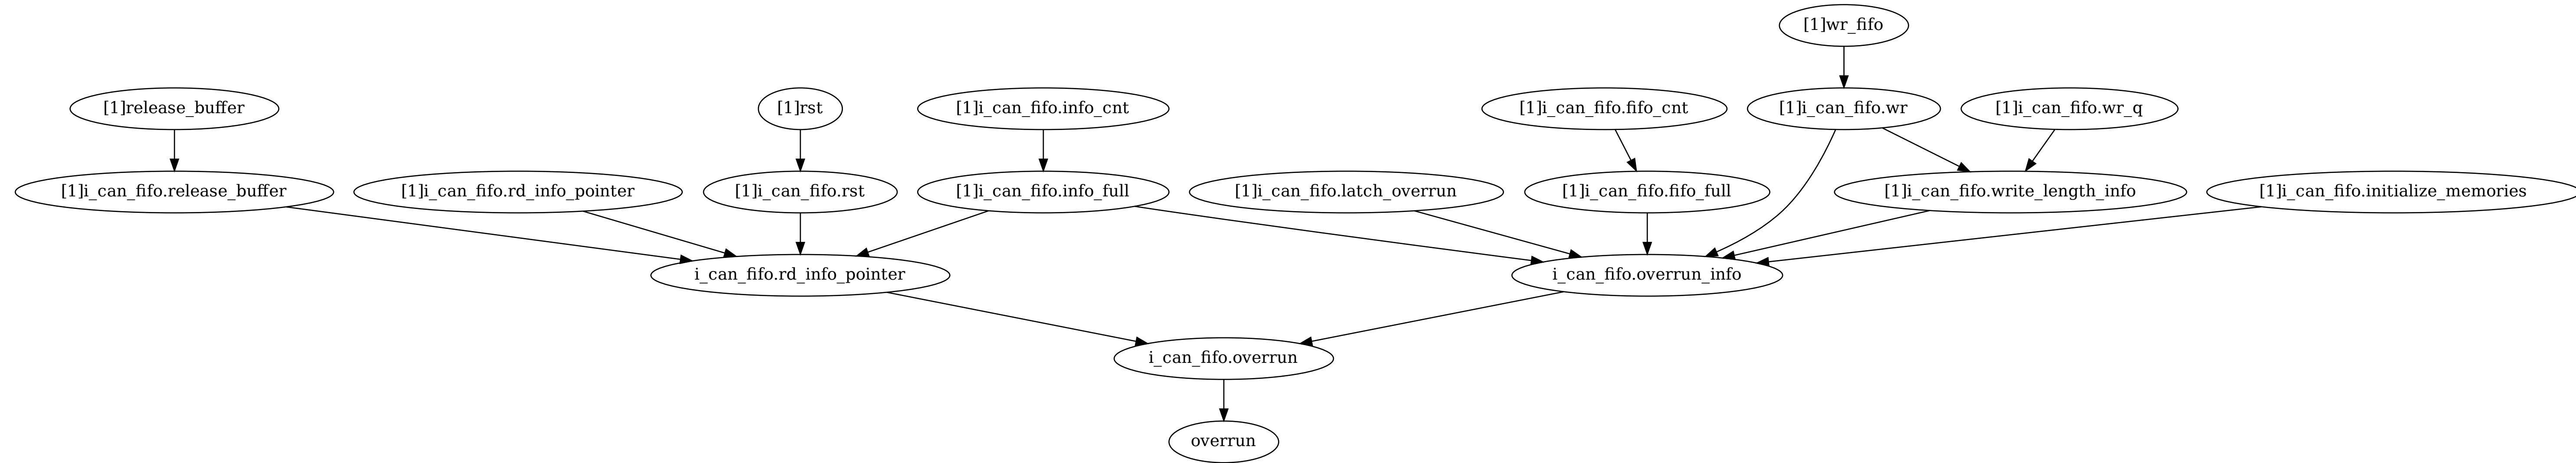 [1]wr_fifo
[1]release_buffer
[1]rst
[1]i_can_fifo.info_cnt
[1]i_can_fifo.fifo_cnt
[1]i_can_fifo.wr
[1]i_can_fifo.wr_q
[1]i_can_fifo.release_buffer
[1]i_can_fifo.rd_info_pointer
[1]i_can_fifo.rst
[1]i_can_fifo.info_full
[1]i_can_fifo.latch_overrun
[1]i_can_fifo.fifo_full
[1]i_can_fifo.write_length_info
[1]i_can_fifo.initialize_memories
i_can_fifo.rd_info_pointer
i_can_fifo.overrun_info
i_can_fifo.overrun
overrun